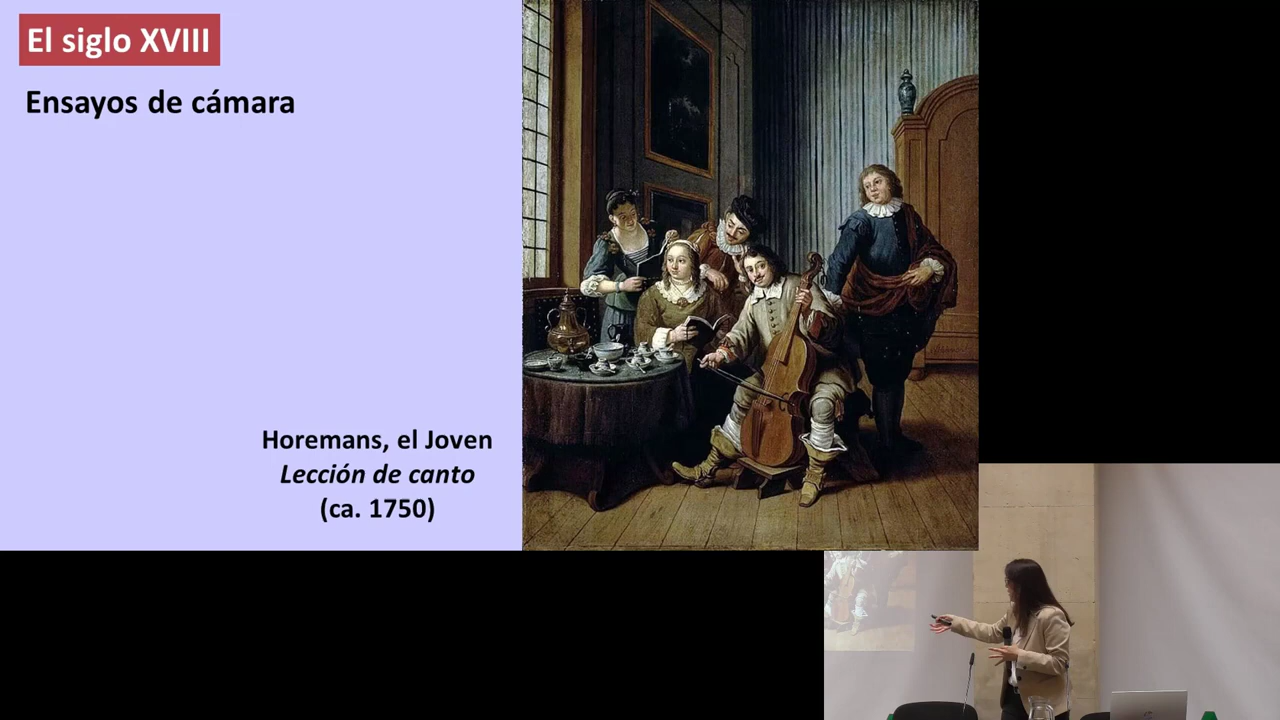 El siglo XVIII
Ensayos de cámara
Horemans, el Joven
Lección de canto
(ca. 1750)